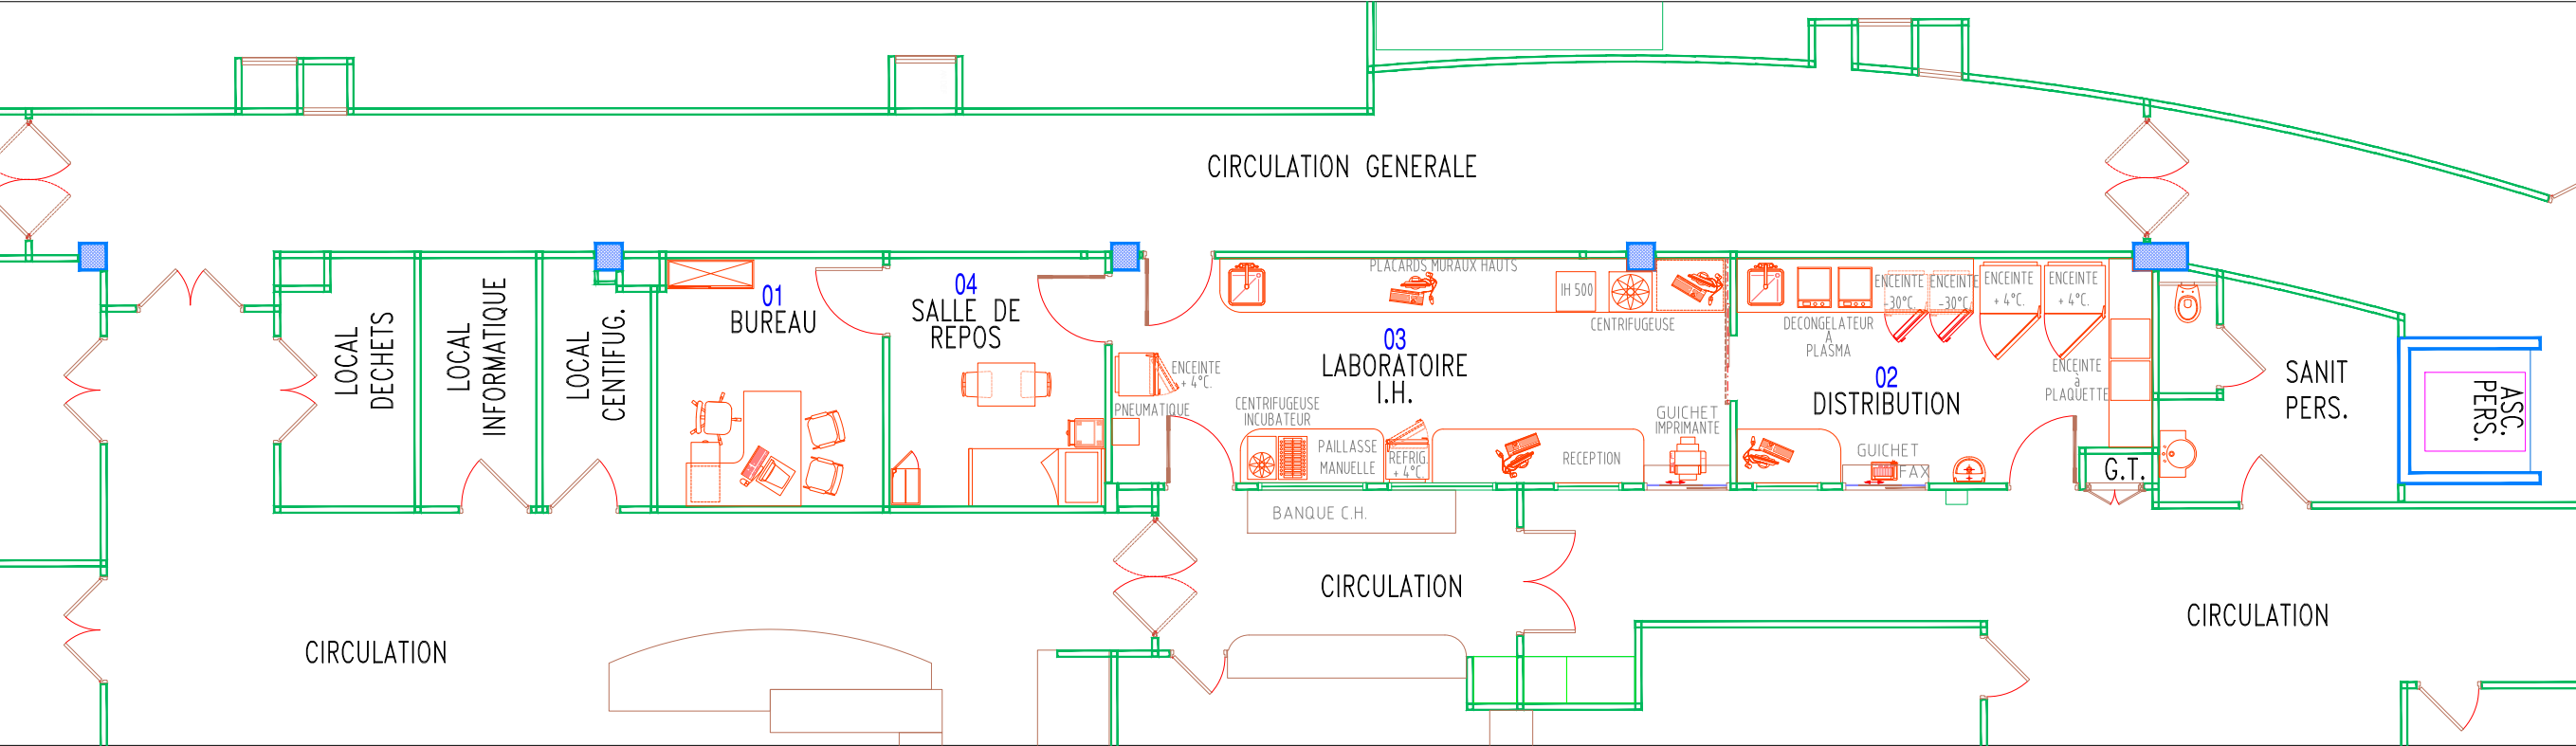 CIRCULATION GENERALE
LOCAL
DECHETS
LOCAL
INFORMATIQUE
LOCAL
CENTIFUG.
01
BUREAU
04
SALLE DE
REPOS
ENCEINTE
+ 4°C.
PNEUMATIQUE
PLACARDS MURAUX HAUTS
IH 500
CENTRIFUGEUSE
03
LABORATOIRE
I.H.
CENTRIFUGEUSE
INCUBATEUR
PAILLASSE
MANUELLE
REFRIG.
+ 4°C
RECEPTION
GUICHET
IMPRIMANTE
DECONGELATEUR
À
PLASMA
ENCEINTE
-30°C.
ENCEINTE
-30°C
ENCEINTE
+ 4°C.
ENCEINTE
+ 4°C.
ENCEINTE
à
PLAQUETTE
02
DISTRIBUTION
GUICHET
FAX
G.T.
SANIT
PERS.
ASC.
PERS.
BANQUE C.H.
CIRCULATION
CIRCULATION
CIRCULATION